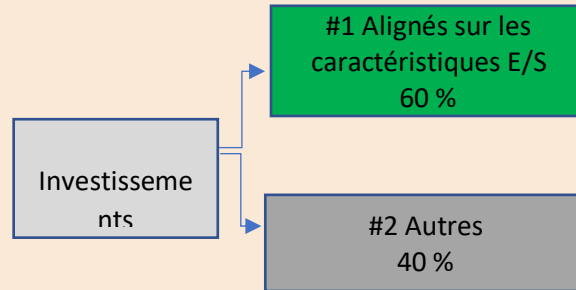 #1 Alignés sur les
caractéristiques E/S
60 %
Investisseme
nts
#2 Autres
40 %